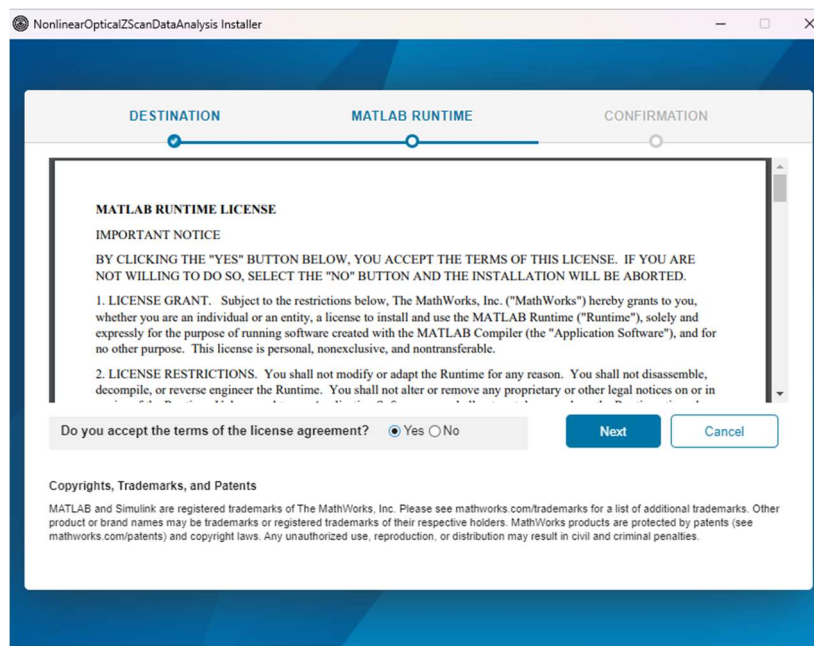 NonlinearOpticalZScanDataAnalysis Installer
DESTINATION MATLAB RUNTIME CONFIRMATION
MATLAB RUNTIME LICENSE
IMPORTANT NOTICE
BY CLICKING THE "YES" BUTTON BELOW, YOU ACCEPT THE TERMS OF THIS LICENSE. IF YOU ARE
NOT WILLING TO DO SO, SELECT THE "NO" BUTTON AND THE INSTALLATION WILL BE ABORTED.
1. LICENSE GRANT. Subject to the restrictions below, The MathWorks, Inc. ("MathWorks") hereby grants to you,
whether you are an individual or an entity, a license to install and use the MATLAB Runtime ("Runtime"), solely and
expressly for the purpose of running software created with the MATLAB Compiler (the "Application Software"), and for
no other purpose. This license is personal, nonexclusive, and nontransferable.
2. LICENSE RESTRICTIONS. You shall not modify or adapt the Runtime for any reason. You shall not disassemble,
decompile, or reverse engineer the Runtime. You shall not alter or remove any proprietary or other legal notices on or in
Do you accept the terms of the license agreement? Yes No
Next Cancel
Copyrights, Trademarks, and Patents
MATLAB and Simulink are registered trademarks of The MathWorks, Inc. Please see mathworks.com/trademarks for a list of additional trademarks. Other
product or brand names may be trademarks or registered trademarks of their respective holders. MathWorks products are protected by patents (see
mathworks.com/patents) and copyright laws. Any unauthorized use, reproduction, or distribution may result in civil and criminal penalties.